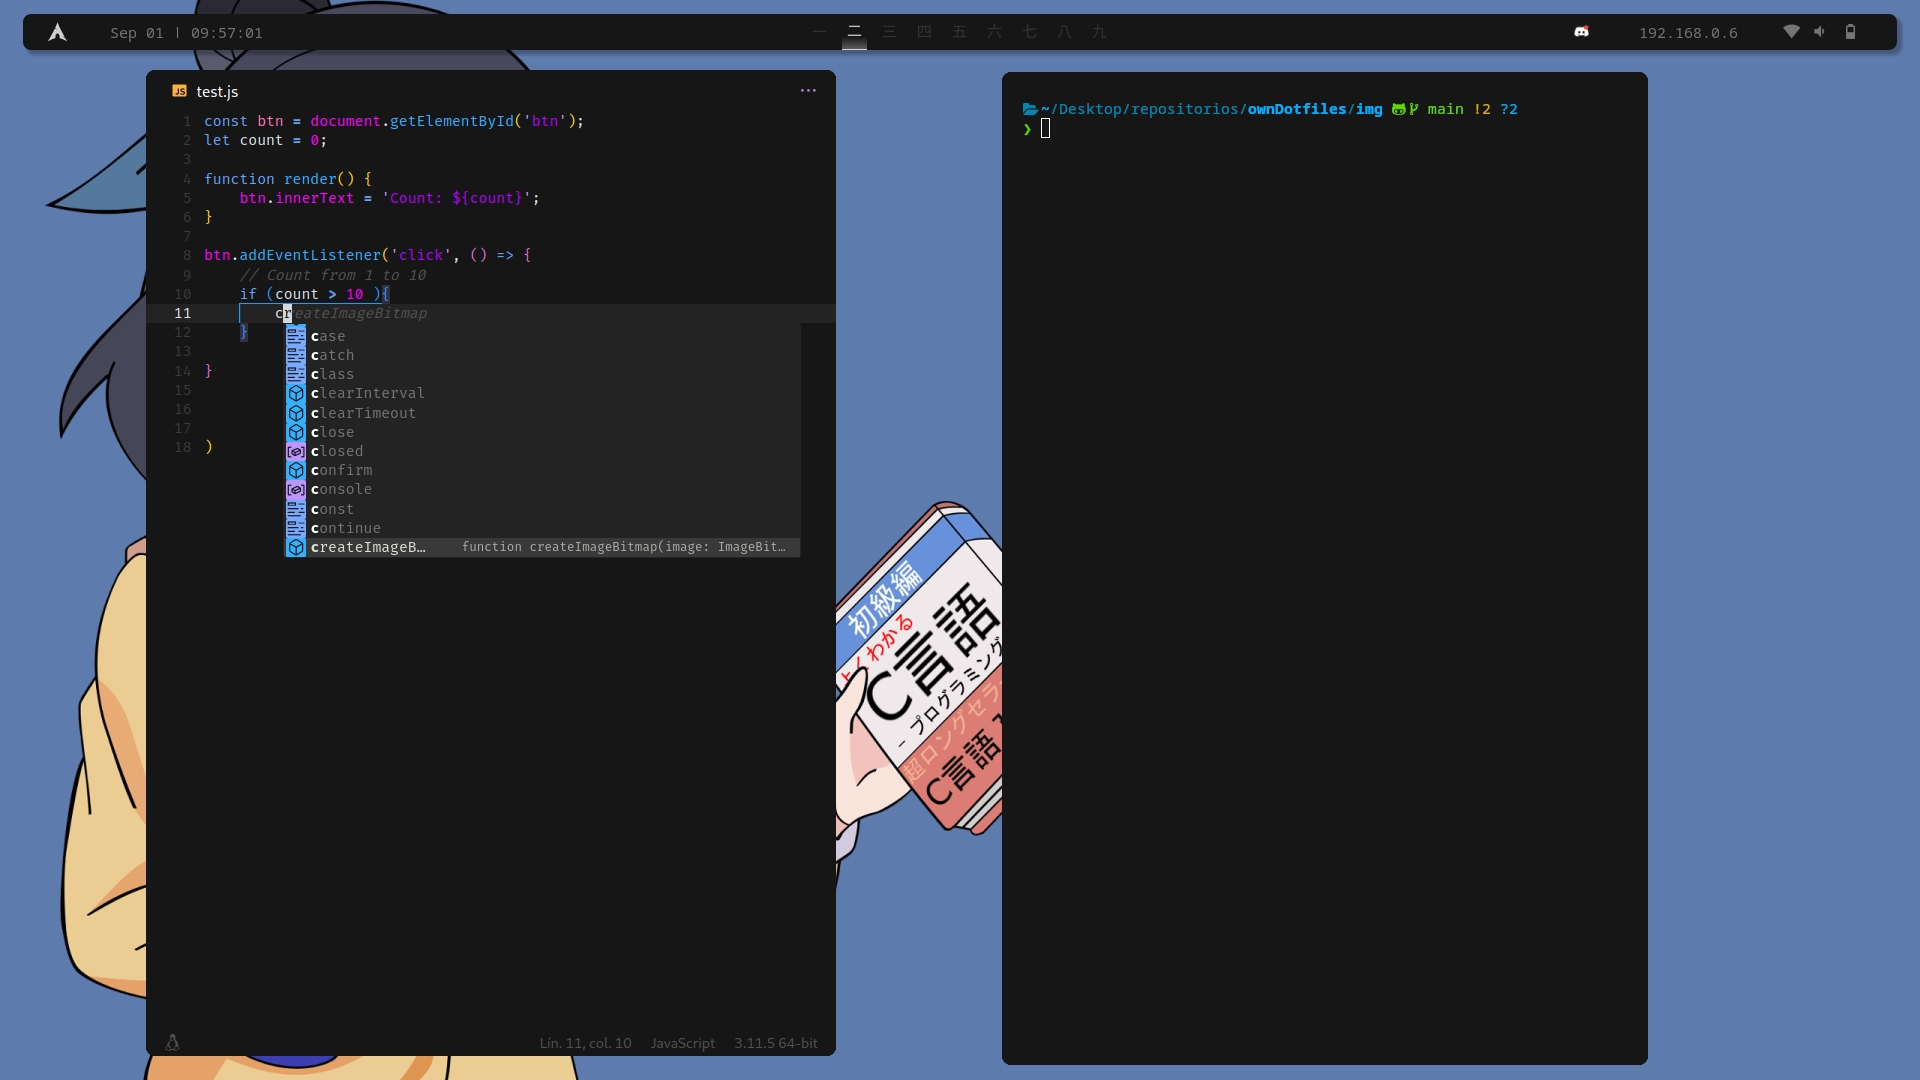 Sep 01 | 09:57:01
一 二 三 四 五 六 七 八 九
192.168.0.6
JS test.js ...
1 const btn = document.getElementById('btn');
2 let count = 0;
3
4 function render() {
5 btn.innerText = 'Count: ${count}';
6 }
7
8 btn.addEventListener('click', () => {
9 // Count from 1 to 10
10 if (count > 10 ){
11 createImageBitmap
12 }
13
14 }
15
16
17
18 )
case
catch
class
clearInterval
clearTimeout
close
closed
confirm
console
const
continue
createImageB… function createImageBitmap(image: ImageBit…
Lín. 11, col. 10 JavaScript 3.11.5 64-bit
~/Desktop/repositorios/ownDotfiles/img main !2 ?2
❯
初級編
よくわかる
C言語
- プログラミング
超ロングセラ
C言語